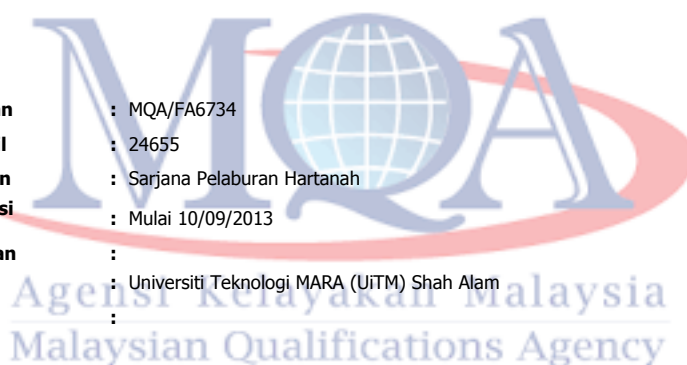 MQA
an : MQA/FA6734
l : 24655
n : Sarjana Pelaburan Hartanah
si : Mulai 10/09/2013
an :
: Universiti Teknologi MARA (UiTM) Shah Alam
:
Agensi Kelayakan Malaysia
Malaysian Qualifications Agency